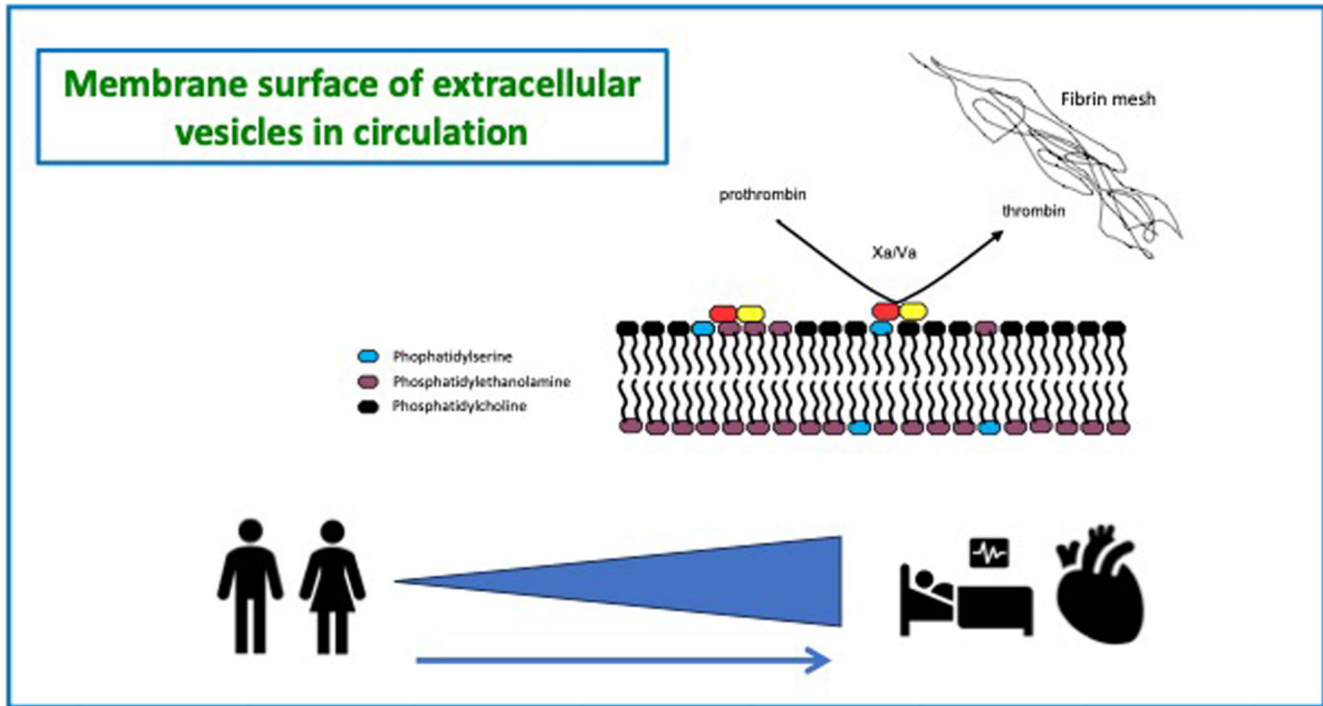 Membrane surface of extracellular
vesicles in circulation
Fibrin mesh
prothrombin
thrombin
Xa/Va
Phophatidylserine
Phosphatidylethanolamine
Phosphatidylcholine